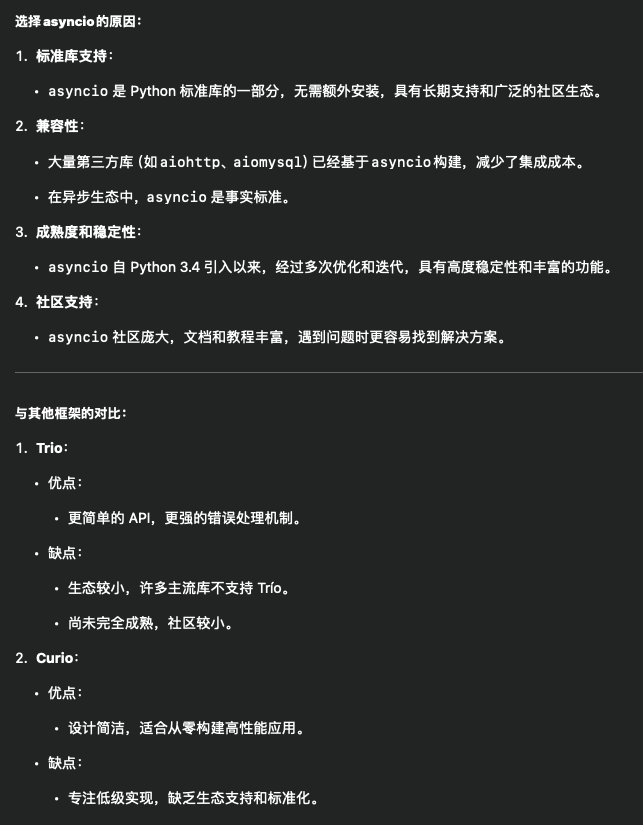 选择 asyncio 的原因：
1. 标准库支持：
• asyncio 是 Python 标准库的一部分，无需额外安装，具有长期支持和广泛的社区生态。
2. 兼容性：
• 大量第三方库 (如 aiohttp、aiomysql) 已经基于 asyncio 构建，减少了集成成本。
• 在异步生态中，asyncio 是事实标准。
3. 成熟度和稳定性：
• asyncio 自 Python 3.4 引入以来，经过多次优化和迭代，具有高度稳定性和丰富的功能。
4. 社区支持：
• asyncio 社区庞大，文档和教程丰富，遇到问题时更容易找到解决方案。
与其他框架的对比：
1. Trio：
• 优点：
• 更简单的 API，更强的错误处理机制。
• 缺点：
• 生态较小，许多主流库不支持 Trío。
• 尚未完全成熟，社区较小。
2. Curio：
• 优点：
• 设计简洁，适合从零构建高性能应用。
• 缺点：
• 专注低级实现，缺乏生态支持和标准化。